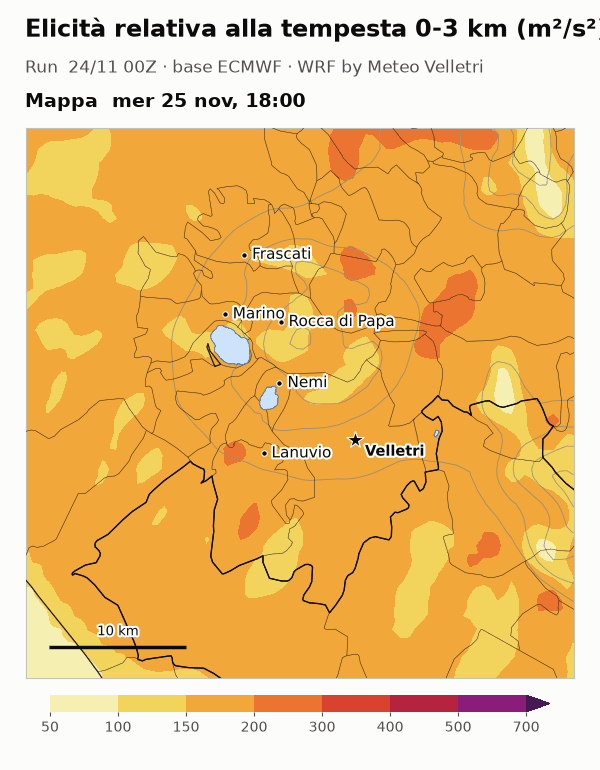 Elicità relativa alla tempesta 0-3 km (m²/s²)
Run 24/11 00Z · base ECMWF · WRF by Meteo Velletri
Mappa mer 25 nov, 18:00
Frascati
Marino
Rocca di Papa
Nemi
Velletri
Lanuvio
10 km
50 100 150 200 300 400 500 700